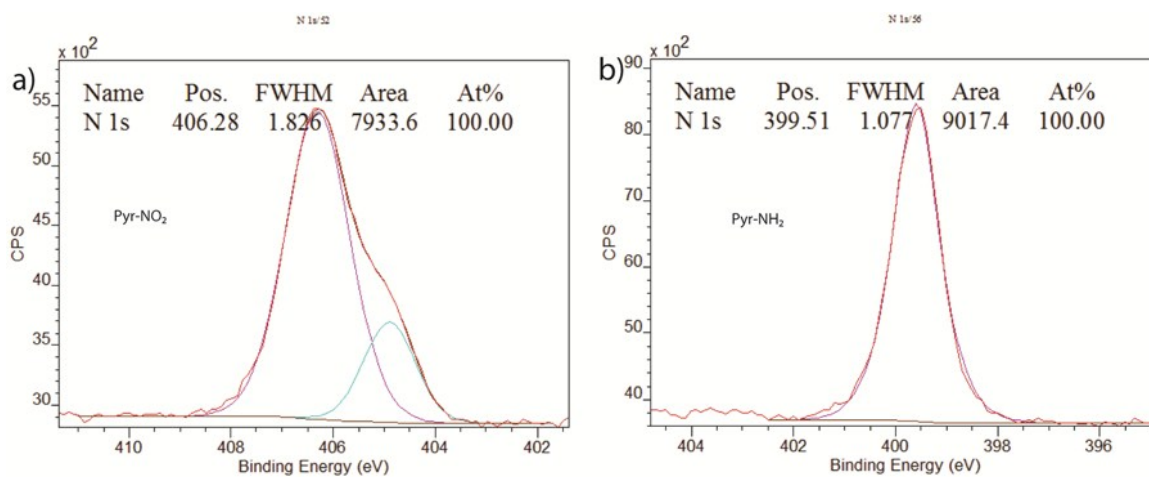 N 1s/52
x 10²
a)
Name Pos. FWHM Area At%
N 1s 406.28 1.826 7933.6 100.00
Pyr-NO₂
CPS
55
50
45
40
35
30
410 408 406 404 402
Binding Energy (eV)
N 1s/56
x 10²
b)
Name Pos. FWHM Area At%
N 1s 399.51 1.077 9017.4 100.00
Pyr-NH₂
CPS
90
80
70
60
50
40
404 402 400 398 396
Binding Energy (eV)